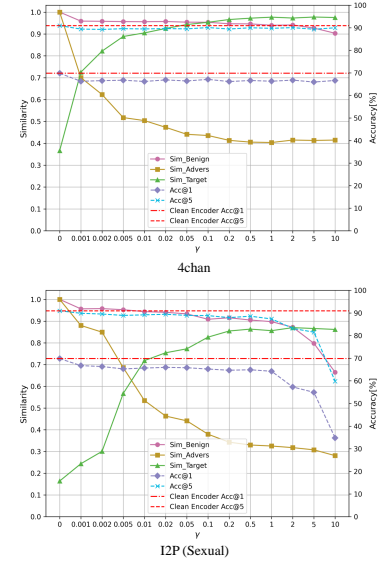 1.0 0.9 0.8 0.7 0.6 0.5 0.4 0.3 0.2 0.1 0.0
Similarity
100 90 80 70 60 50 40 30 20 10 0
Accuracy[%]
Sim_Benign
Sim_Advers
Sim_Target
Acc@1
Acc@5
Clean Encoder Acc@1
Clean Encoder Acc@5
0 0.001 0.002 0.005 0.01 0.02 0.05 0.1 0.2 0.5 1 2 5 10
γ
4chan
1.0 0.9 0.8 0.7 0.6 0.5 0.4 0.3 0.2 0.1 0.0
Similarity
100 90 80 70 60 50 40 30 20 10 0
Accuracy[%]
Sim_Benign
Sim_Advers
Sim_Target
Acc@1
Acc@5
Clean Encoder Acc@1
Clean Encoder Acc@5
0 0.001 0.002 0.005 0.01 0.02 0.05 0.1 0.2 0.5 1 2 5 10
γ
I2P (Sexual)